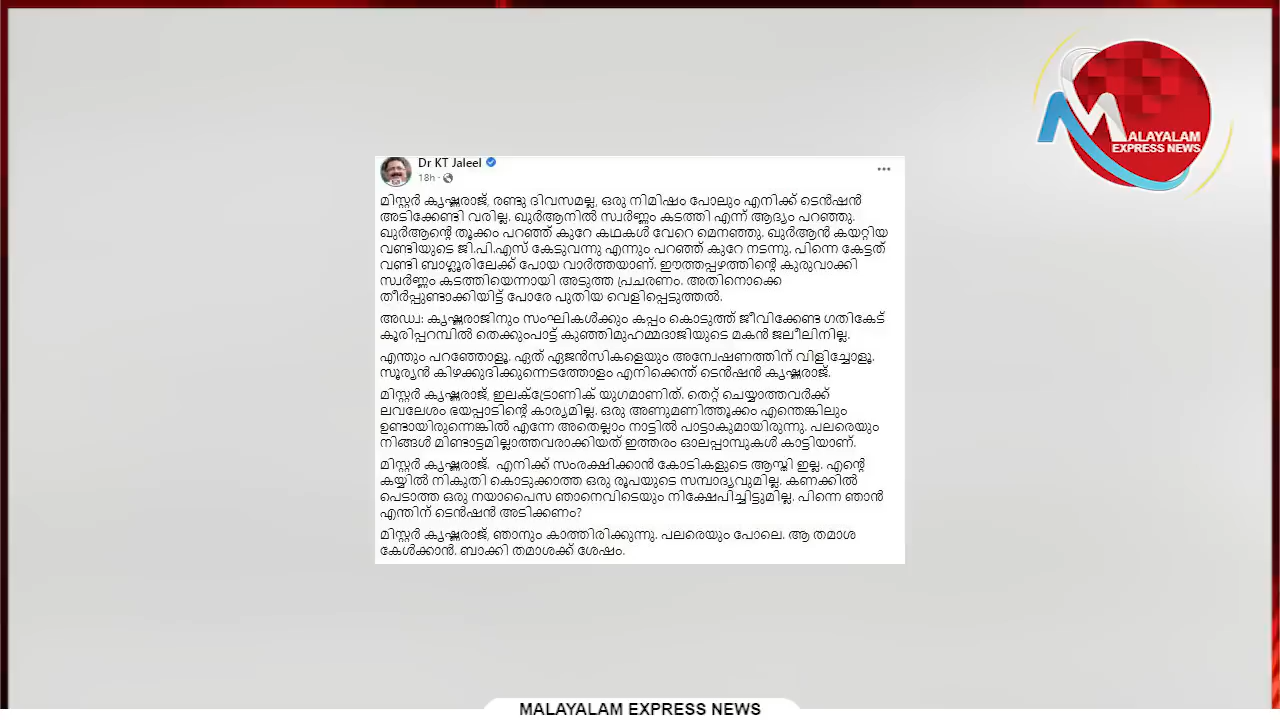 MALAYALAM
EXPRESS NEWS
Dr KT Jaleel
18h ·
മിസ്റ്റർ കൃഷ്ണരാജ്, രണ്ടു ദിവസമല്ല, ഒരു നിമിഷം പോലും എനിക്ക് ടെൻഷൻ
അടിക്കേണ്ടി വരില്ല. ഖുർആനിൽ സ്വർണ്ണം കടത്തി എന്ന് ആദ്യം പറഞ്ഞു.
ഖുർആന്റെ തൂക്കം പറഞ്ഞ് കുറേ കഥകൾ വേറെ മെനഞ്ഞു. ഖുർആൻ കയറ്റിയ
വണ്ടിയുടെ ജി.പി.എസ് കേടുവന്നു എന്നും പറഞ്ഞ് കുറേ നടന്നു. പിന്നെ കേട്ടത്
വണ്ടി ബാഗ്ലൂരിലേക്ക് പോയ വാർത്തയാണ്. ഈത്തപ്പഴത്തിന്റെ കുരുവാക്കി
സ്വർണ്ണം കടത്തിയെന്നായി അടുത്ത പ്രചരണം. അതിനൊക്കെ
തീർപ്പുണ്ടാക്കിയിട്ട് പോരേ പുതിയ വെളിപ്പെടുത്തൽ.
അഡ്വ: കൃഷ്ണരാജിനും സംഘികൾക്കും കപ്പം കൊടുത്ത് ജീവിക്കേണ്ട ഗതികേട്
കൂരിപ്പറമ്പിൽ തെക്കുംപാട്ട് കുഞ്ഞിമുഹമ്മദാജിയുടെ മകൻ ജലീലിനില്ല.
എന്തും പറഞ്ഞോളൂ. ഏത് ഏജൻസികളെയും അന്വേഷണത്തിന് വിളിച്ചോളൂ.
സൂര്യൻ കിഴക്കുദിക്കുന്നെടത്തോളം എനിക്കെന്ത് ടെൻഷൻ കൃഷ്ണരാജ്.
മിസ്റ്റർ കൃഷ്ണരാജ്, ഇലക്ട്രോണിക് യുഗമാണിത്. തെറ്റ് ചെയ്യാത്തവർക്ക്
ലവലേശം ഭയപ്പാടിന്റെ കാര്യമില്ല. ഒരു അണുമണിത്തൂക്കം എന്തെങ്കിലും
ഉണ്ടായിരുന്നെങ്കിൽ എന്നേ അതെല്ലാം നാട്ടിൽ പാട്ടാകുമായിരുന്നു. പലരെയും
നിങ്ങൾ മിണ്ടാട്ടമില്ലാത്തവരാക്കിയത് ഇത്തരം ഓലപ്പാമ്പുകൾ കാട്ടിയാണ്.
മിസ്റ്റർ കൃഷ്ണരാജ്. എനിക്ക് സംരക്ഷിക്കാൻ കോടികളുടെ ആസ്തി ഇല്ല. എന്റെ
കയ്യിൽ നികുതി കൊടുക്കാത്ത ഒരു രൂപയുടെ സമ്പാദ്യവുമില്ല. കണക്കിൽ
പെടാത്ത ഒരു നയാപൈസ ഞാനെവിടെയും നിക്ഷേപിച്ചിട്ടുമില്ല. പിന്നെ ഞാൻ
എന്തിന് ടെൻഷൻ അടിക്കണം?
മിസ്റ്റർ കൃഷ്ണരാജ്, ഞാനും കാത്തിരിക്കുന്നു. പലരെയും പോലെ. ആ തമാശ
കേൾക്കാൻ. ബാക്കി തമാശക്ക് ശേഷം.
MALAYALAM EXPRESS NEWS